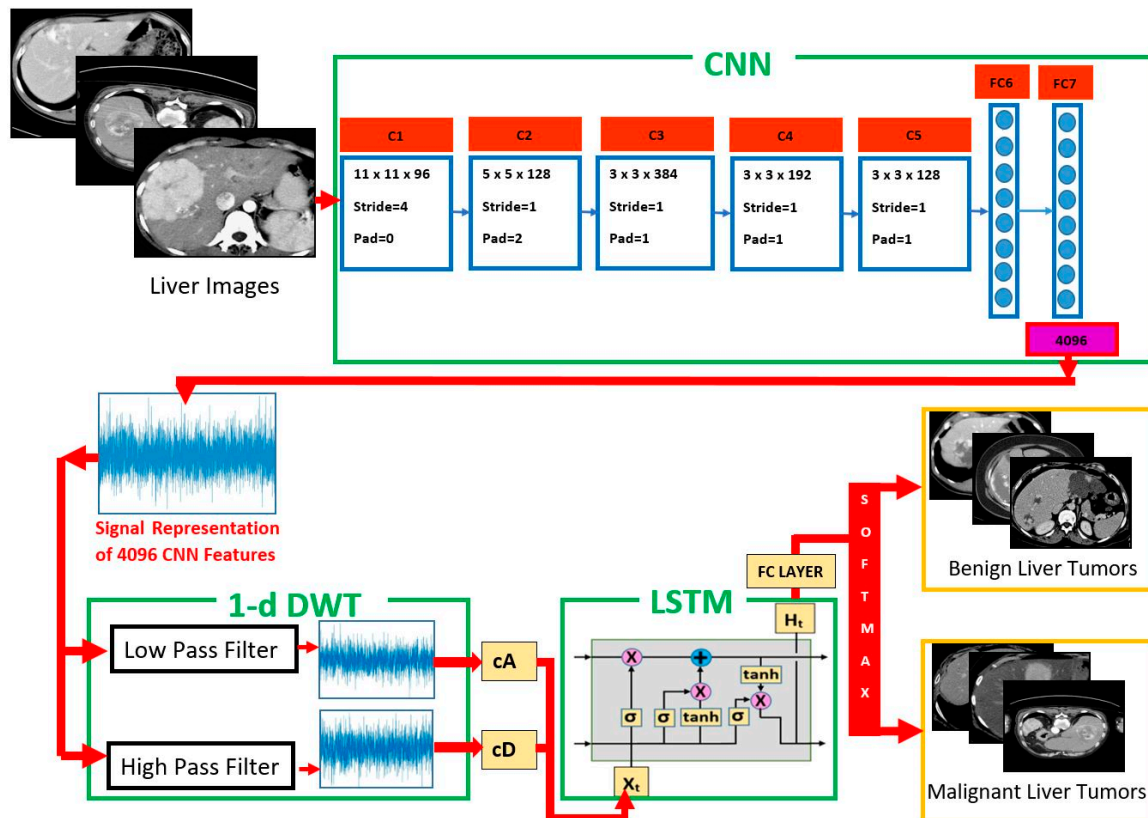 CNN
FC6
FC7
C1
C2
C3
C4
C5
11 x 11 x 96
Stride=4
Pad=0
5 x 5 x 128
Stride=1
Pad=2
3 x 3 x 384
Stride=1
Pad=1
3 x 3 x 192
Stride=1
Pad=1
3 x 3 x 128
Stride=1
Pad=1
Liver Images
4096
Signal Representation
of 4096 CNN Features
1-d DWT
Low Pass Filter
High Pass Filter
cA
cD
LSTM
FC LAYER
Ht
X
+
tanh
X
X
σ
σ
tanh
σ
Xt
SOFTMAX
Benign Liver Tumors
Malignant Liver Tumors